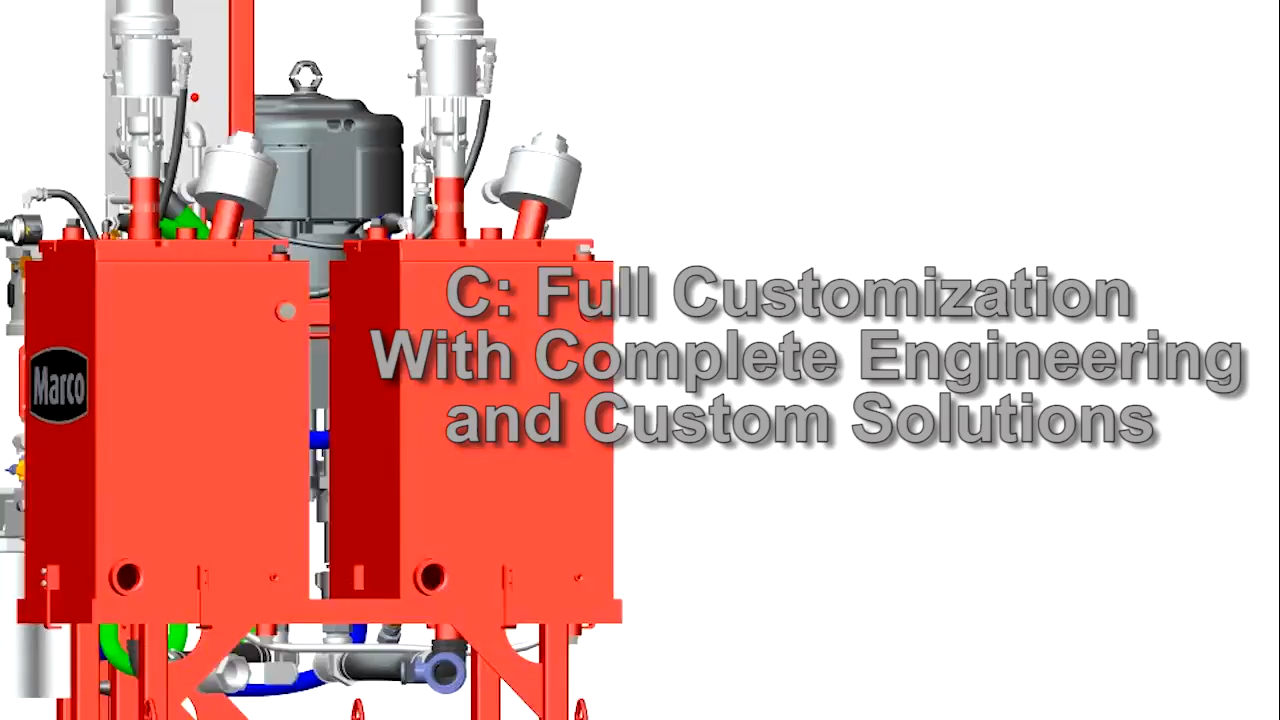 C: Full Customization
With Complete Engineering
and Custom Solutions
Marco